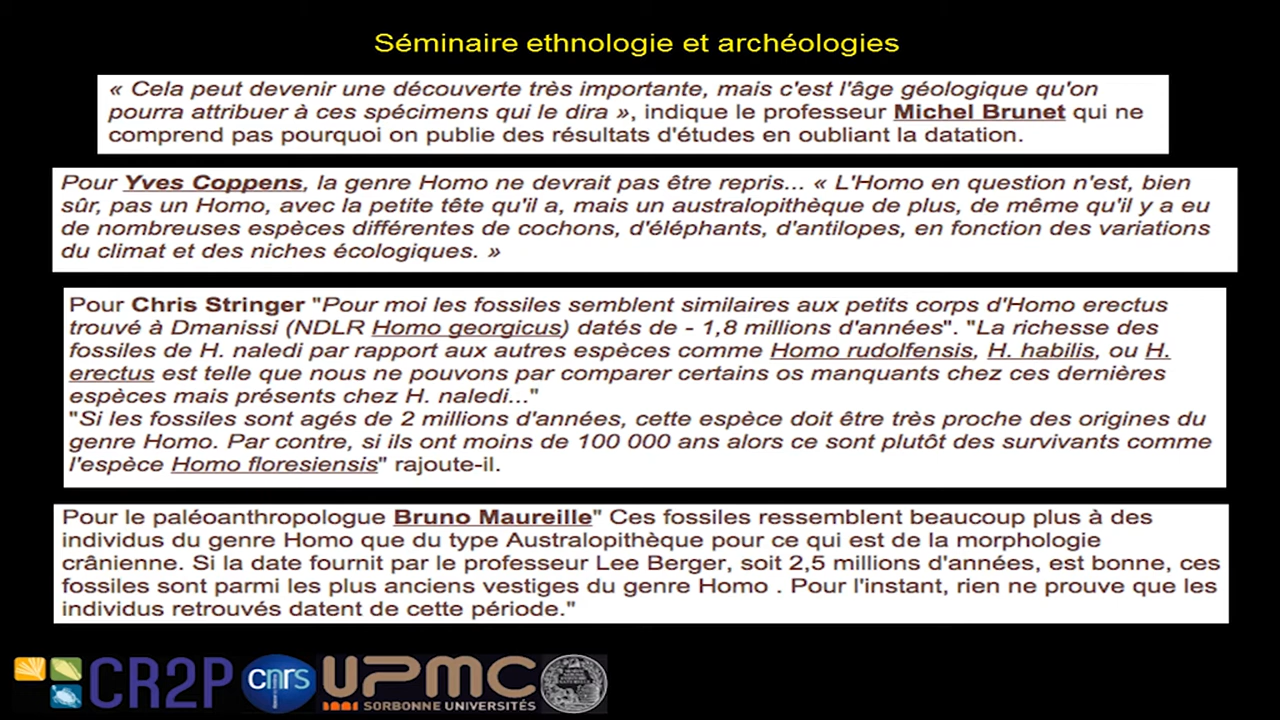 Séminaire ethnologie et archéologies
« Cela peut devenir une découverte très importante, mais c'est l'âge géologique qu'on
pourra attribuer à ces spécimens qui le dira », indique le professeur Michel Brunet qui ne
comprend pas pourquoi on publie des résultats d'études en oubliant la datation.
Pour Yves Coppens, la genre Homo ne devrait pas être repris... « L'Homo en question n'est, bien
sûr, pas un Homo, avec la petite tête qu'il a, mais un australopithèque de plus, de même qu'il y a eu
de nombreuses espèces différentes de cochons, d'éléphants, d'antilopes, en fonction des variations
du climat et des niches écologiques. »
Pour Chris Stringer "Pour moi les fossiles semblent similaires aux petits corps d'Homo erectus
trouvé à Dmanissi (NDLR Homo georgicus) datés de - 1,8 millions d'années". "La richesse des
fossiles de H. naledi par rapport aux autres espèces comme Homo rudolfensis, H. habilis, ou H.
erectus est telle que nous ne pouvons par comparer certains os manquants chez ces dernières
espèces mais présents chez H. naledi..."
"Si les fossiles sont agés de 2 millions d'années, cette espèce doit être très proche des origines du
genre Homo. Par contre, si ils ont moins de 100 000 ans alors ce sont plutôt des survivants comme
l'espèce Homo floresiensis" rajoute-il.
Pour le paléoanthropologue Bruno Maureille" Ces fossiles ressemblent beaucoup plus à des
individus du genre Homo que du type Australopithèque pour ce qui est de la morphologie
crânienne. Si la date fournit par le professeur Lee Berger, soit 2,5 millions d'années, est bonne, ces
fossiles sont parmi les plus anciens vestiges du genre Homo . Pour l'instant, rien ne prouve que les
individus retrouvés datent de cette période."
CR2P
cnrs
UPMC
SORBONNE UNIVERSITÉS